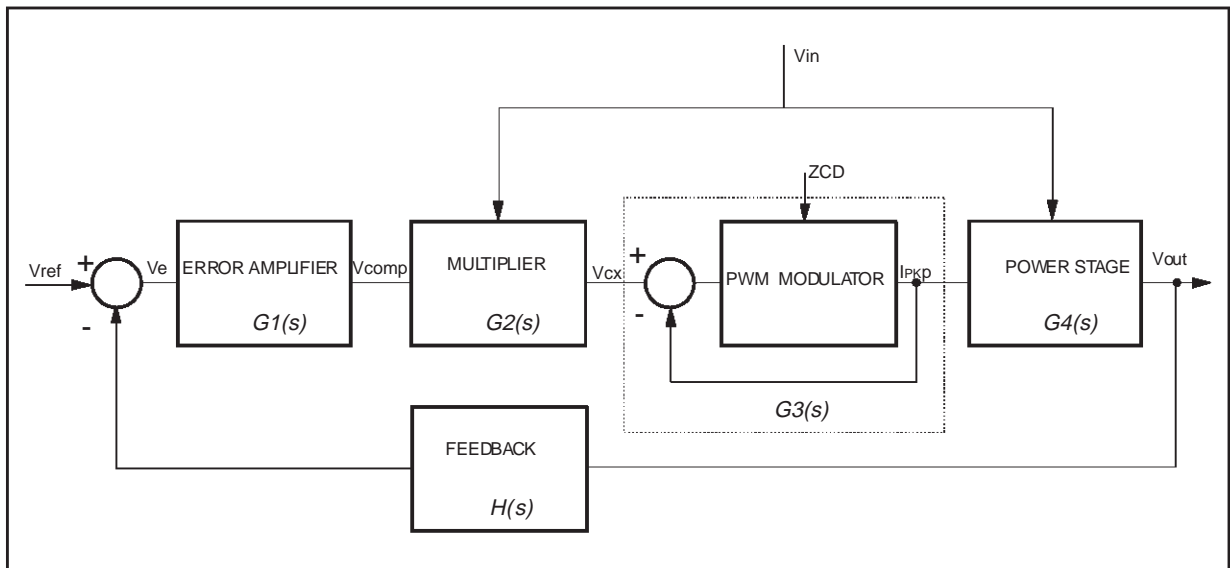 Vin
ZCD
+
Vref
-
Ve
ERROR AMPLIFIER
G1(s)
Vcomp
MULTIPLIER
G2(s)
Vcx
+
-
PWM MODULATOR
IPKp
G3(s)
POWER STAGE
G4(s)
Vout
FEEDBACK
H(s)